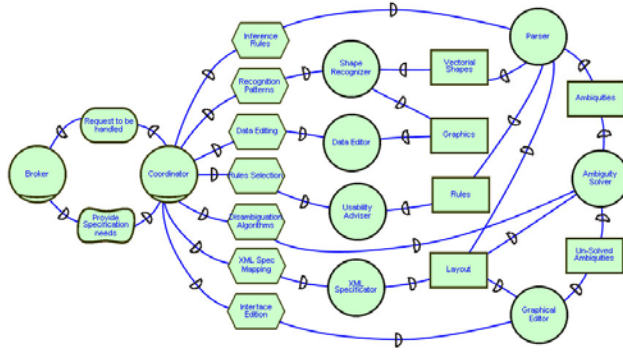 Inference
Rules
Parser
Shape
Recognizer
Vectorial
Shapes
Recognition
Patterns
Ambiquities
Request to be
handled
Data Editing
Data Editor
Graphics
Broker
Coordinator
Rules Selection
Ambiguity
Solver
Usability
Adviser
Rules
Provide
Specification
needs
Disambiguation
Algorithms
XML Spec
Mapping
XML
Specificator
Layout
Un-Solved
Ambiquities
Interface
Edition
Graphical
Editor